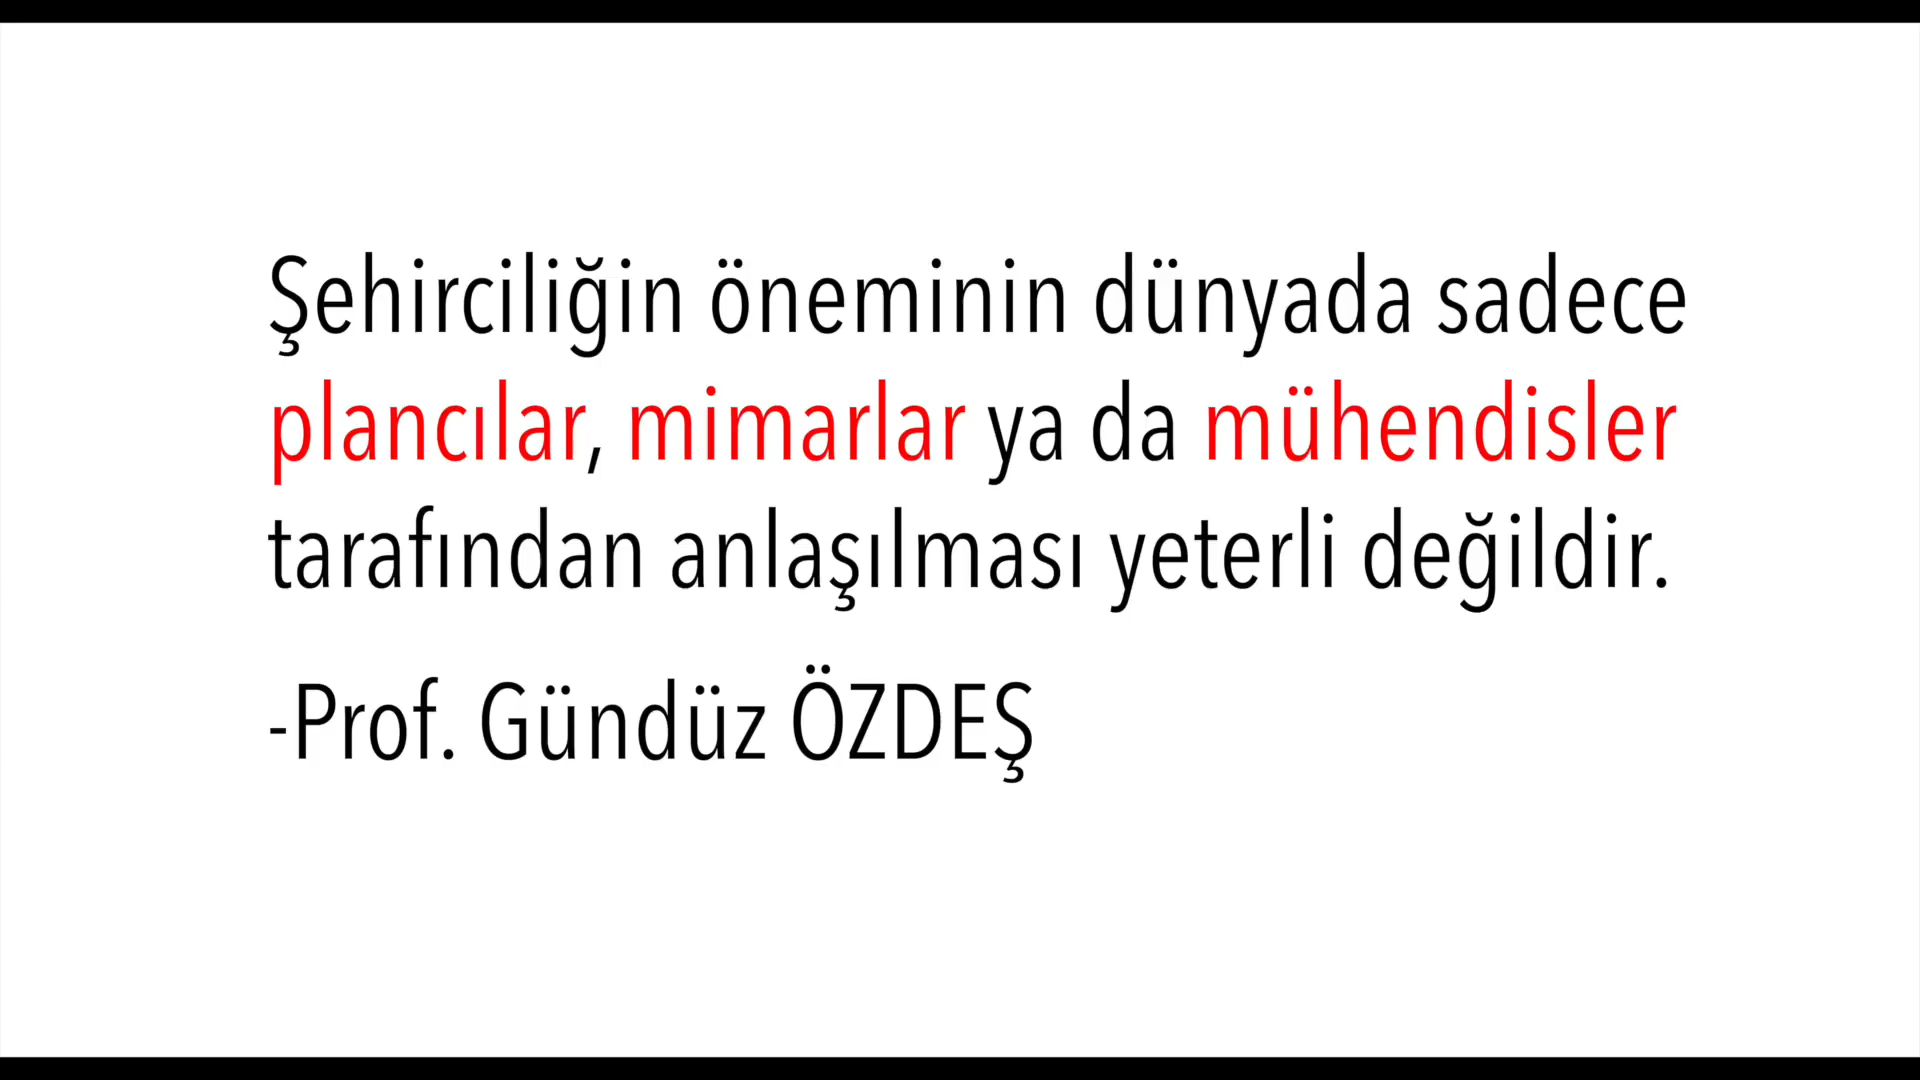 Şehirciliğin öneminin dünyada sadece
plancılar, mimarlar ya da mühendisler
tarafından anlaşılması yeterli değildir.
-Prof. Gündüz ÖZDEŞ